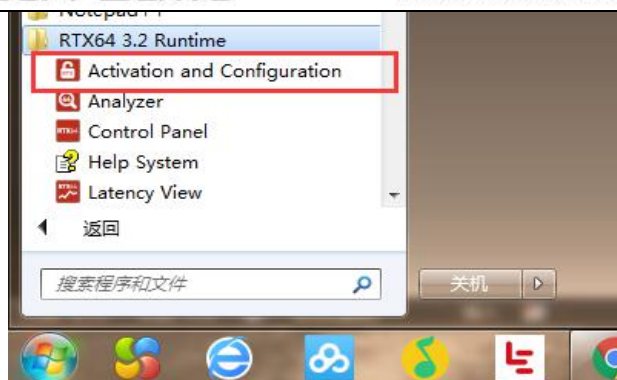 Notepad++
RTX64 3.2 Runtime
Activation and Configuration
Analyzer
Control Panel
Help System
Latency View
返回
搜索程序和文件
关机